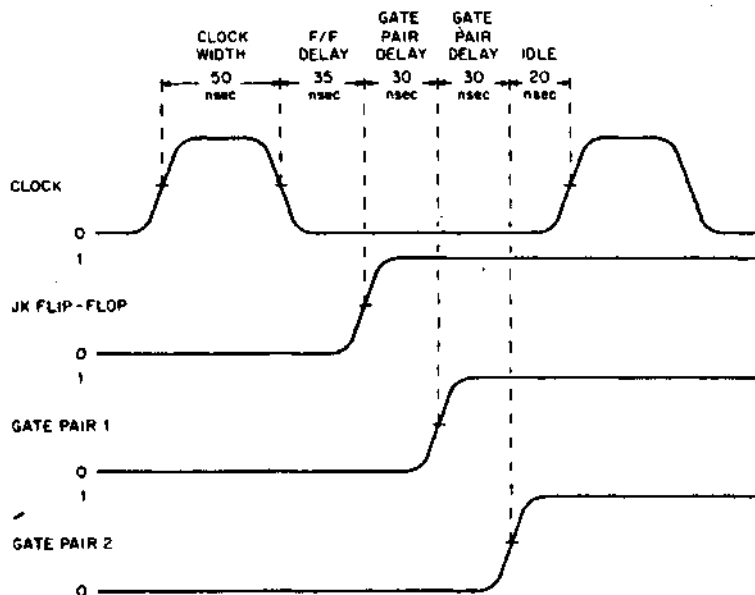 CLOCK
WIDTH
50
nsec
F/F
DELAY
35
nsec
GATE
PAIR
DELAY
30
nsec
GATE
PAIR
DELAY
30
nsec
IDLE
20
nsec
CLOCK
0
1
JK FLIP-FLOP
0
1
GATE PAIR 1
0
1
GATE PAIR 2
0